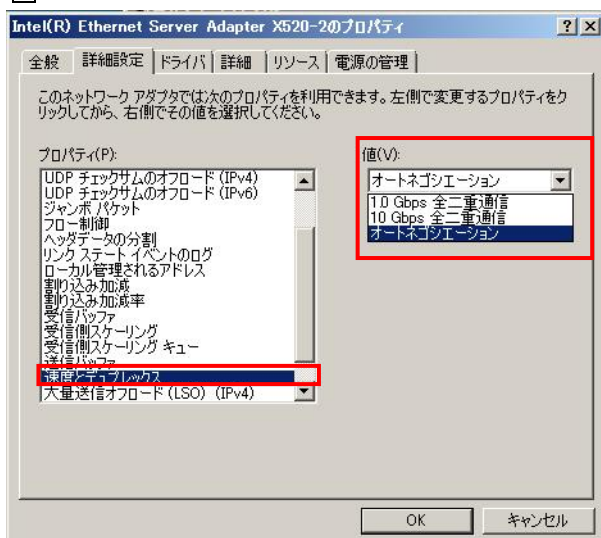 Intel(R) Ethernet Server Adapter X520-2のプロパティ
全般 詳細設定 ドライバ 詳細 リソース 電源の管理
このネットワーク アダプタでは次のプロパティを利用できます。左側で変更するプロパティをク
リックしてから、右側でその値を選択してください。
プロパティ(P):
UDP チェックサムのオフロード (IPv4)
UDP チェックサムのオフロード (IPv6)
ジャンボ パケット
フロー制御
ヘッダデータの分割
リンク ステート イベントのログ
ローカル管理されるアドレス
割り込み加減
割り込み加減率
受信バッファ
受信側スケーリング
受信側スケーリング キュー
送信バッファ
速度とデュプレックス
大量送信オフロード (LSO) (IPv4)
値(V):
オートネゴシエーション
1.0 Gbps 全二重通信
10 Gbps 全二重通信
オートネゴシエーション
OK キャンセル